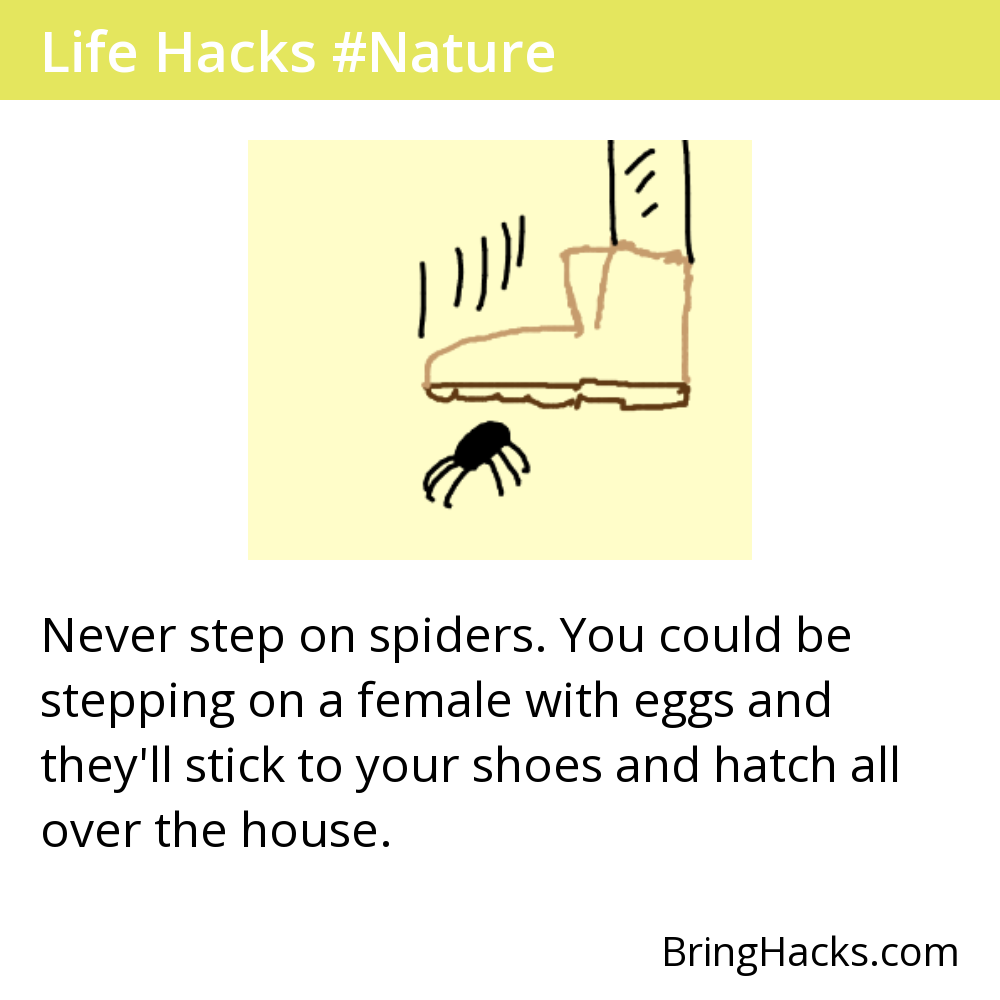 Life Hacks #Nature
Never step on spiders. You could be
stepping on a female with eggs and
they'll stick to your shoes and hatch all
over the house.
BringHacks.com